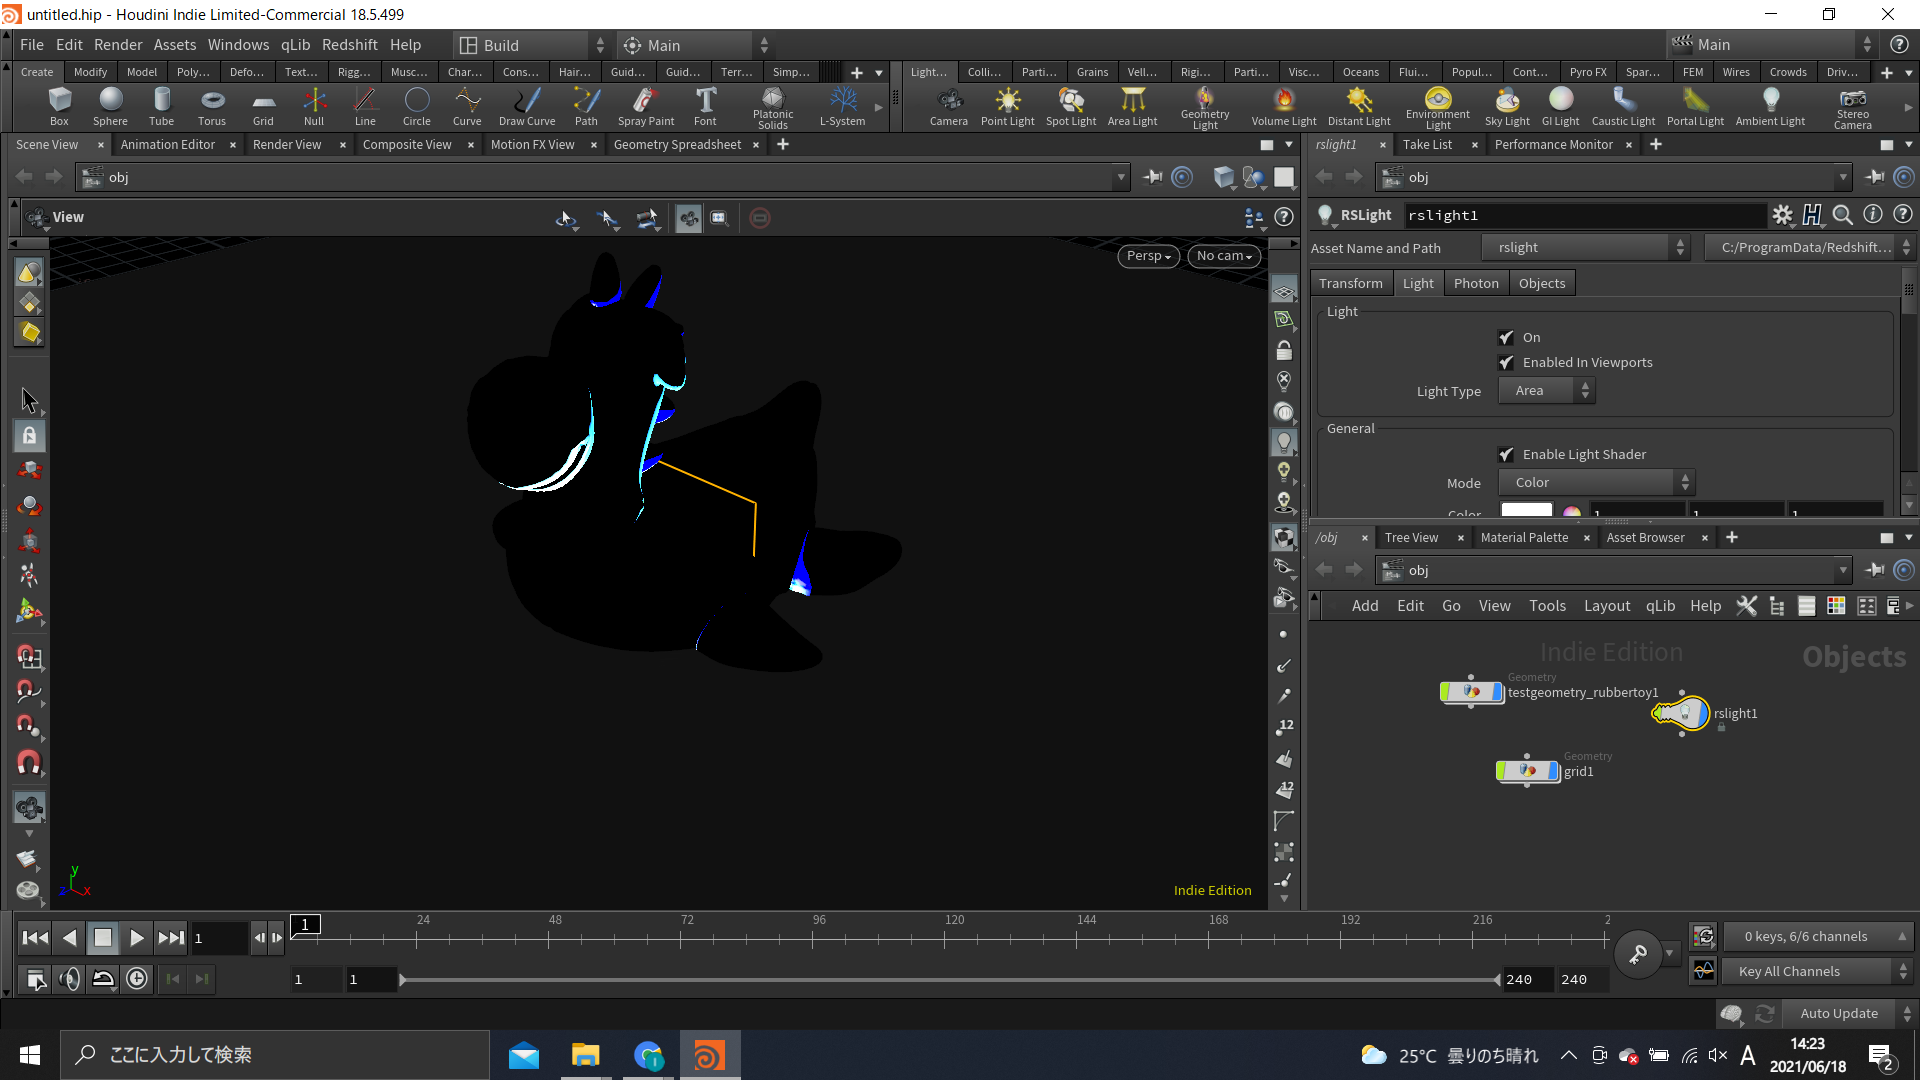 untitled.hip - Houdini Indie Limited-Commercial 18.5.499
File Edit Render Assets Windows qLib Redshift Help
Build
Main
Main
Create Modify Model Poly... Defo... Text... Rigg... Musc... Char... Cons... Hair... Guid... Guid... Terr... Simp...
Light... Colli... Parti... Grains Vell... Rigi... Parti... Visc... Oceans Flui... Popul... Cont... Pyro FX Spar... FEM Wires Crowds Driv...
Box Sphere Tube Torus Grid Null Line Circle Curve Draw Curve Path Spray Paint Font Platonic Solids L-System
Camera Point Light Spot Light Area Light Geometry Light Volume Light Distant Light Environment Light Sky Light GI Light Caustic Light Portal Light Ambient Light Stereo Camera
Scene View Animation Editor Render View Composite View Motion FX View Geometry Spreadsheet
rslight1 Take List Performance Monitor
obj
obj
View
RSLight rslight1
Asset Name and Path rslight C:/ProgramData/Redshift...
Persp No cam
Transform Light Photon Objects
Light
On
Enabled In Viewports
Light Type Area
General
Enable Light Shader
Mode Color
Color 1 1 1
/obj Tree View Material Palette Asset Browser
obj
Add Edit Go View Tools Layout qLib Help
Indie Edition
Objects
Geometry
testgeometry_rubbertoy1
rslight1
Geometry
grid1
12
12
y
z x
Indie Edition
1
1 24 48 72 96 120 144 168 192 216 2
0 keys, 6/6 channels
1 1 240 240
Key All Channels
Auto Update
ここに入力して検索
25°C 曇りのち晴れ
A
14:23
2021/06/18
2